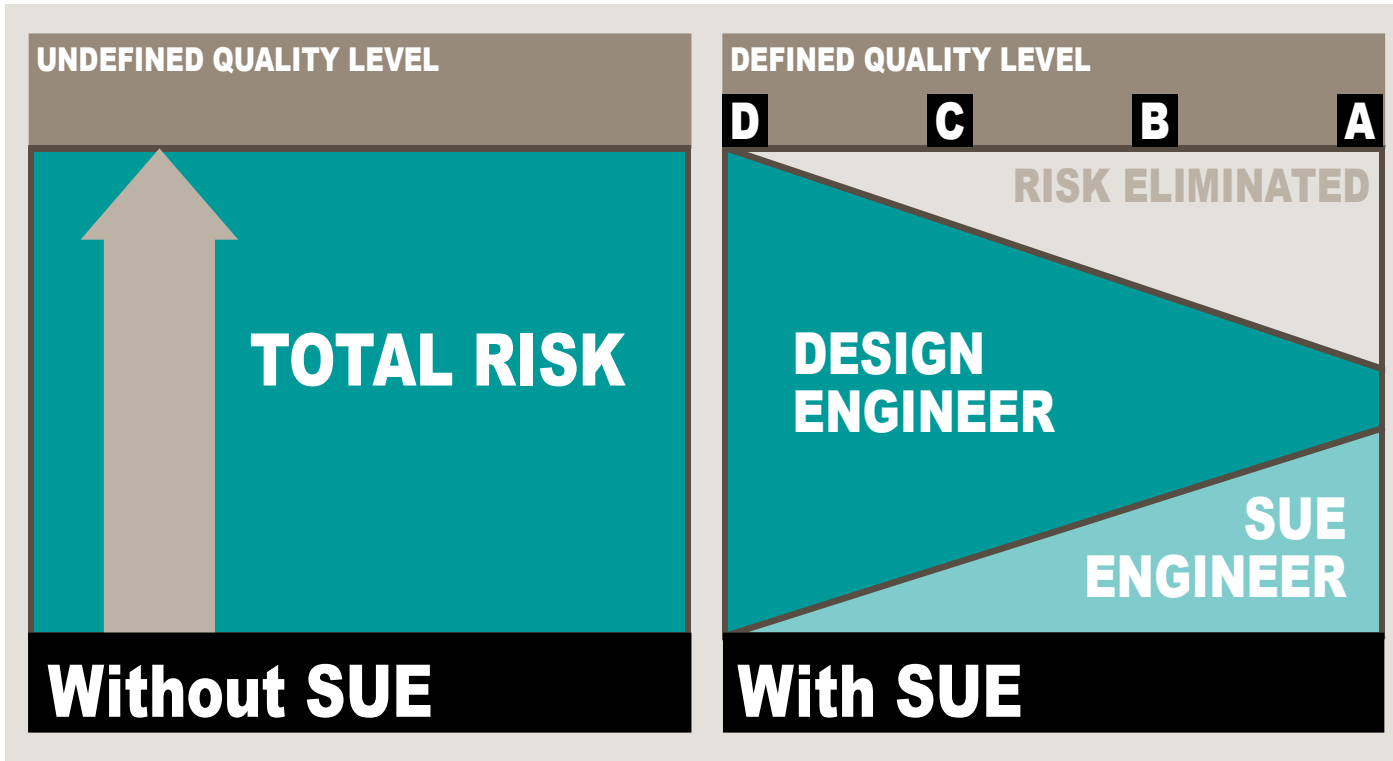 UNDEFINED QUALITY LEVEL
TOTAL RISK
Without SUE
DEFINED QUALITY LEVEL
D C B A
RISK ELIMINATED
DESIGN
ENGINEER
SUE
ENGINEER
With SUE